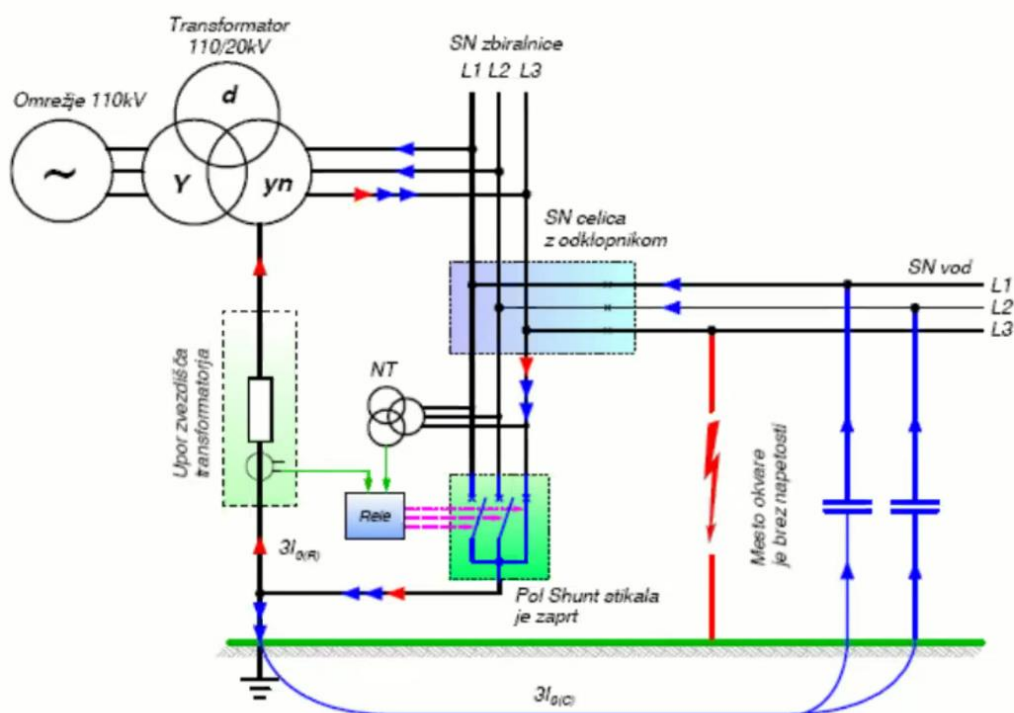 Transformator
110/20kV
SN zbiralnice
L1 L2 L3
Omrežje 110kV
d
Y
yn
~
SN celica
z odklopnikom
SN vod
L1
L2
L3
Upor zvezdišča
transformatorja
NT
Rele
3I0(R)
Mesto okvare
je brez napetosti
Pol Shunt stikala
je zaprt
3I0(C)